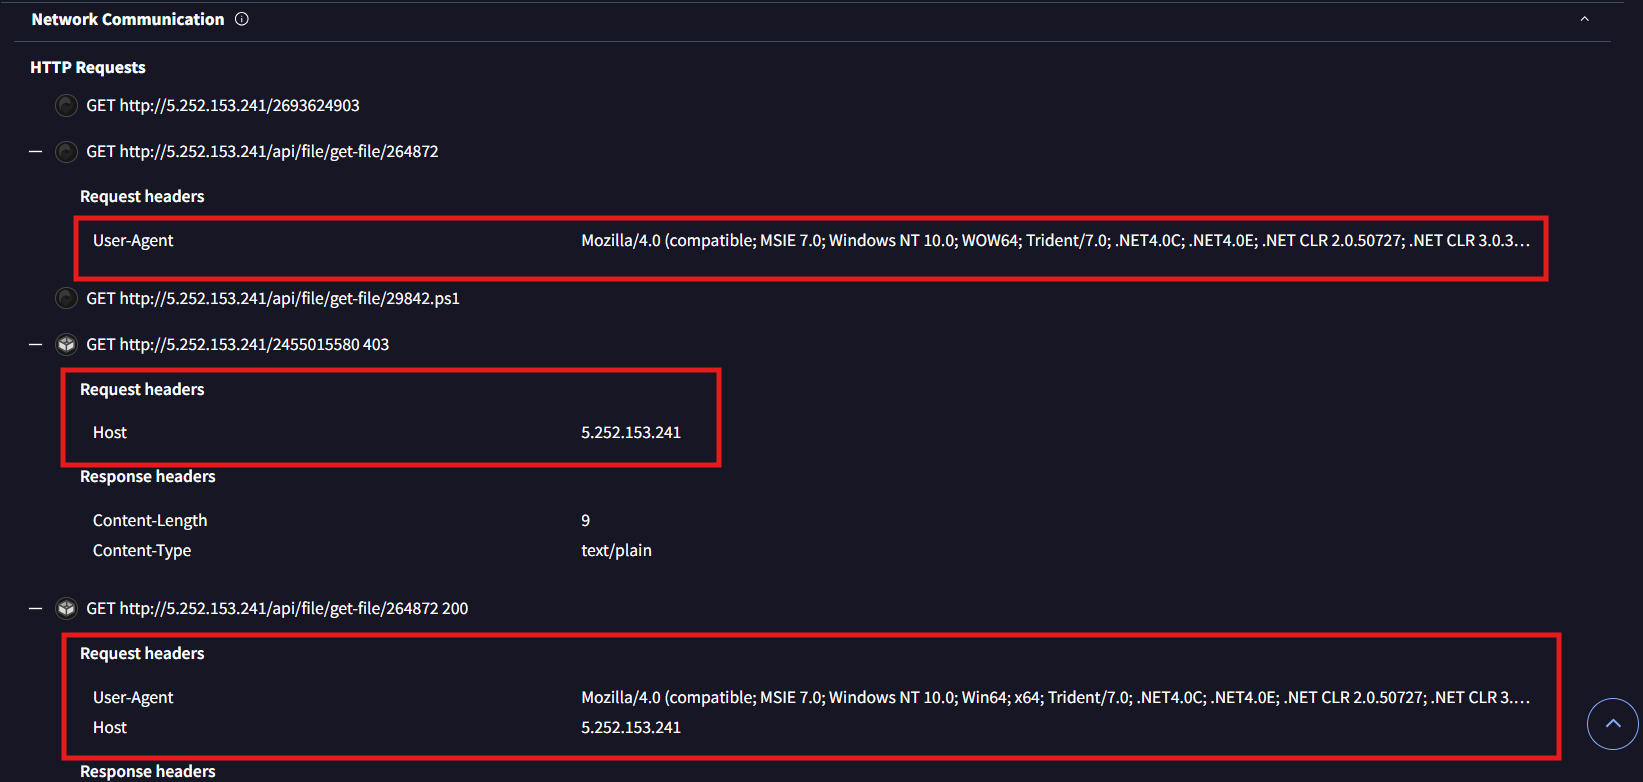 Network Communication
HTTP Requests
GET http://5.252.153.241/2693624903
GET http://5.252.153.241/api/file/get-file/264872
Request headers
User-Agent Mozilla/4.0 (compatible; MSIE 7.0; Windows NT 10.0; WOW64; Trident/7.0; .NET4.0C; .NET4.0E; .NET CLR 2.0.50727; .NET CLR 3.0.3…
GET http://5.252.153.241/api/file/get-file/29842.ps1
GET http://5.252.153.241/2455015580 403
Request headers
Host 5.252.153.241
Response headers
Content-Length 9
Content-Type text/plain
GET http://5.252.153.241/api/file/get-file/264872 200
Request headers
User-Agent Mozilla/4.0 (compatible; MSIE 7.0; Windows NT 10.0; Win64; x64; Trident/7.0; .NET4.0C; .NET4.0E; .NET CLR 2.0.50727; .NET CLR 3.…
Host 5.252.153.241
Response headers